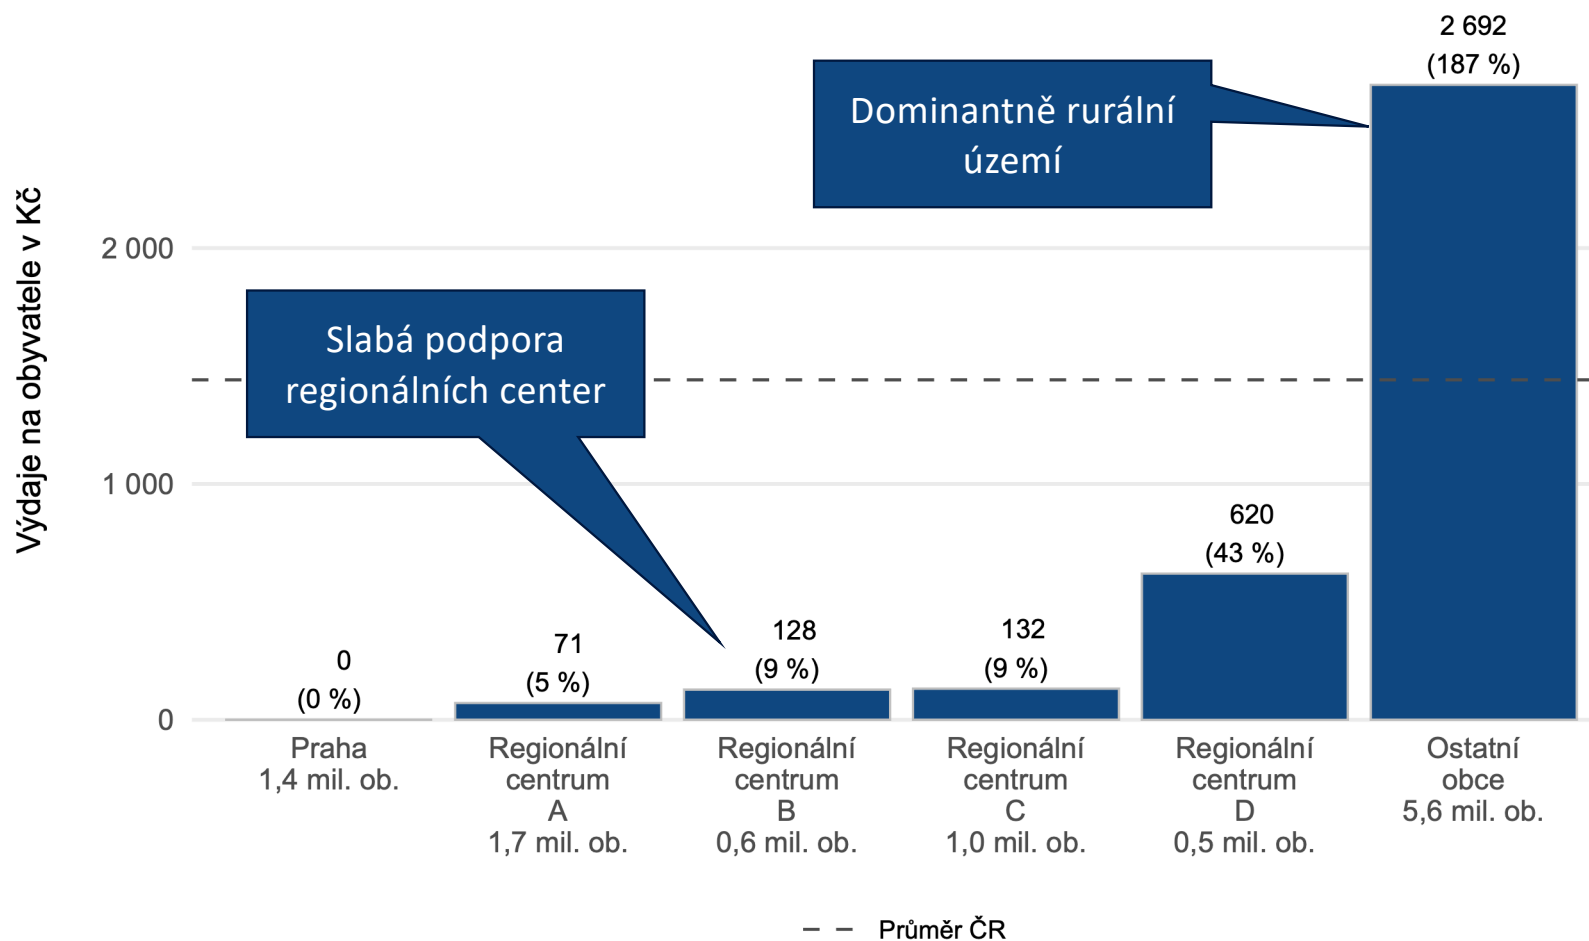 2 692
(187 %)
Dominantně rurální
území
Výdaje na obyvatele v Kč
2 000
Slabá podpora
regionálních center
1 000
620
(43 %)
132
(9 %)
128
(9 %)
71
(5 %)
0
(0 %)
0
Praha
1,4 mil. ob.
Regionální
centrum
A
1,7 mil. ob.
Regionální
centrum
B
0,6 mil. ob.
Regionální
centrum
C
1,0 mil. ob.
Regionální
centrum
D
0,5 mil. ob.
Ostatní
obce
5,6 mil. ob.
Průměr ČR